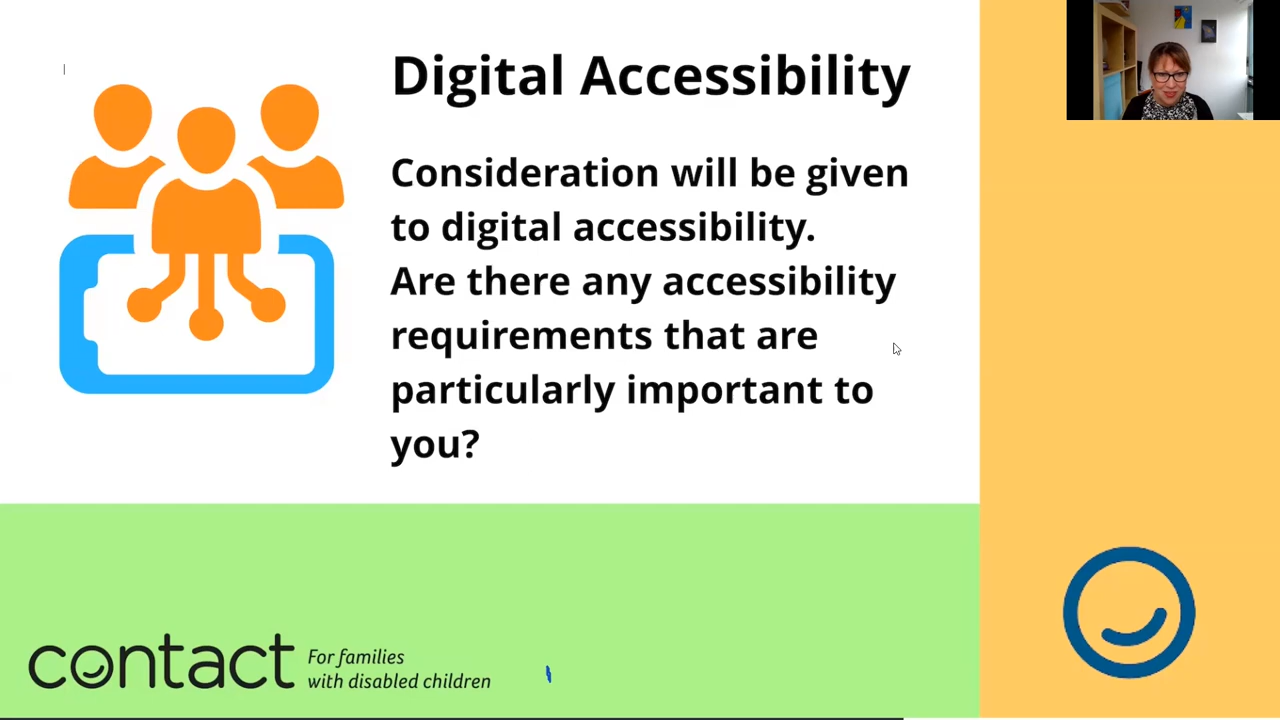 Digital Accessibility
Consideration will be given
to digital accessibility.
Are there any accessibility
requirements that are
particularly important to
you?
contact
For families
with disabled children